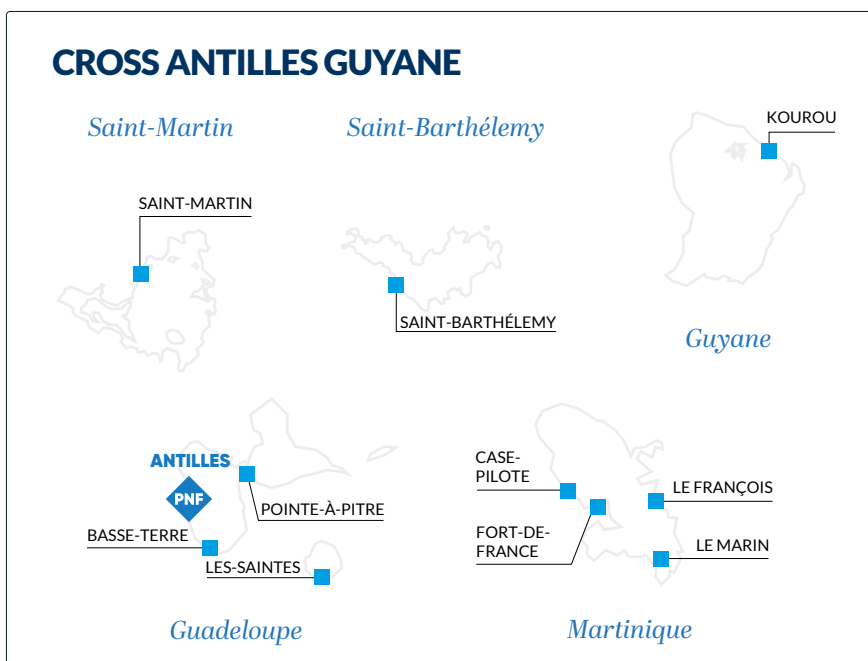 CROSS ANTILLES GUYANE
Saint-Martin
Saint-Barthélemy
KOUROU
SAINT-MARTIN
SAINT-BARTHÉLEMY
Guyane
ANTILLES
PNF
POINTE-À-PITRE
BASSE-TERRE
LES-SAINTES
Guadeloupe
CASE-
PILOTE
LE FRANÇOIS
FORT-DE-
FRANCE
LE MARIN
Martinique